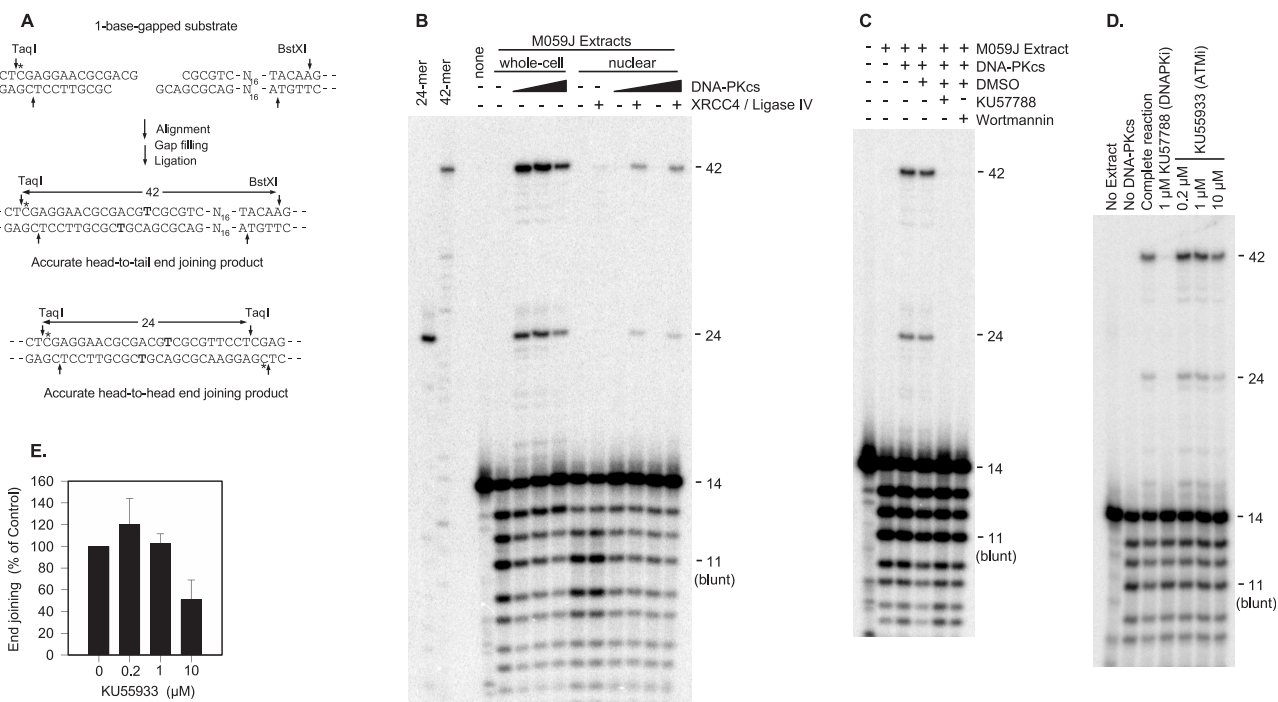 A
1-base-gapped substrate
TaqI BstXI
CTCGAGGAACGCGACG CGCGTC-N16 TACAAG--
GAGCTCCTTGCGC GCAGCGCAG-N16-ATGTTC--
Alignment
Gap filling
Ligation
TaqI BstXI
42
--CTCGAGGAACGCGACGTCGCGTC-N16 TACAAG--
--GAGCTCCTTGCGCTGCAGCGCAG-N16-ATGTTC--
Accurate head-to-tail end joining product
TaqI TaqI
24
--CTCGAGGAACGCGACGTCGCGTTCCTCGAG--
--GAGCTCCTTGCGCTGCAGCGCAAGGAGCTC--
Accurate head-to-head end joining product
B
M059J Extracts
24-mer
42-mer
none
whole-cell nuclear
- - - - DNA-PKcs
- - - - - - + - + - + XRCC4 / Ligase IV
- 42
- 24
- 14
- 11
(blunt)
C
- + + + + + M059J Extract
- - + + + + DNA-PKcs
- - - + + + DMSO
- - - - + - KU57788
- - - - - + Wortmannin
- 42
- 24
- 14
- 11
(blunt)
D.
No Extract
No DNA-PKcs
Complete reaction
1 µM KU57788 (DNAPKi)
KU55933 (ATMi)
0.2 µM
1 µM
10 µM
- 42
- 24
- 14
- 11
(blunt)
E.
End joining (% of Control)
160
140
120
100
80
60
40
20
0
0 0.2 1 10
KU55933 (µM)